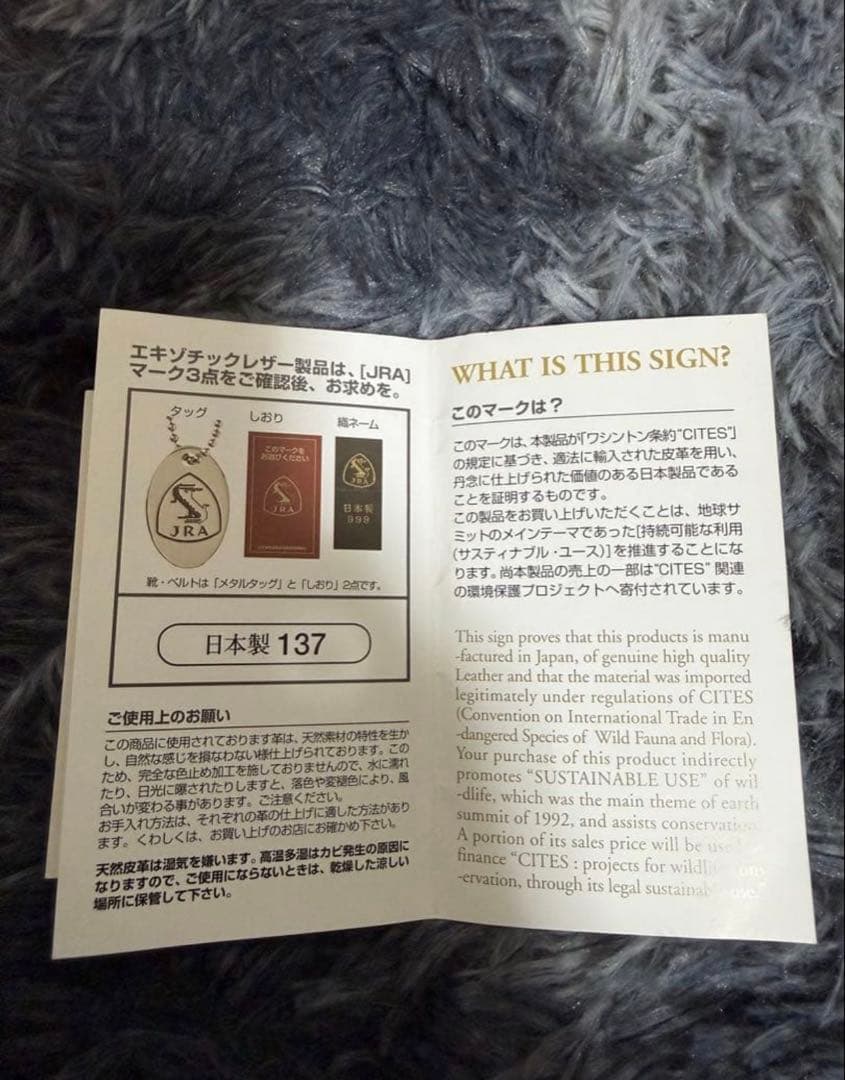 エキゾチックレザー製品は、[JRA]
マーク3点をご確認後、お求めを。
タッグ
しおり
織ネーム
JRA
このマークを
お選びください
JRA
JRA
日本製
999
靴・ベルトは「メタルタッグ」と「しおり」2点です。
日本製 137
ご使用上のお願い
この商品に使用されております革は、天然素材の特性を生か
し、自然な感じを損なわない様仕上げられております。この
ため、完全な色止め加工を施しておりませんので、水に濡れ
たり、日光に曝されたりしますと、落色や変褪色により、風
合いが変わる事があります。ご注意ください。
お手入れ方法は、それぞれの革の仕上げに適した方法があり
ます。くわしくは、お買い上げのお店にお確かめ下さい。
天然皮革は湿気を嫌います。高温多湿はカビ発生の原因に
なりますので、ご使用にならないときは、乾燥した涼しい
場所に保管して下さい。
WHAT IS THIS SIGN?
このマークは？
このマークは、本製品が「ワシントン条約"CITES"」
の規定に基づき、適法に輸入された皮革を用い、
丹念に仕上げられた価値のある日本製品である
ことを証明するものです。
この製品をお買い上げいただくことは、地球サ
ミットのメインテーマであった[持続可能な利用
(サスティナブル・ユース)]を推進することにな
ります。尚本製品の売上の一部は"CITES" 関連
の環境保護プロジェクトへ寄付されています。
This sign proves that this products is manu
-factured in Japan, of genuine high quality
Leather and that the material was imported
legitimately under regulations of CITES
(Convention on International Trade in En
-dangered Species of Wild Fauna and Flora).
Your purchase of this product indirectly
promotes "SUSTAINABLE USE" of wil
-dlife, which was the main theme of earth
summit of 1992, and assists conservation.
A portion of its sales price will be used
finance "CITES : projects for wildlife con
-servation, through its legal sustainable use."